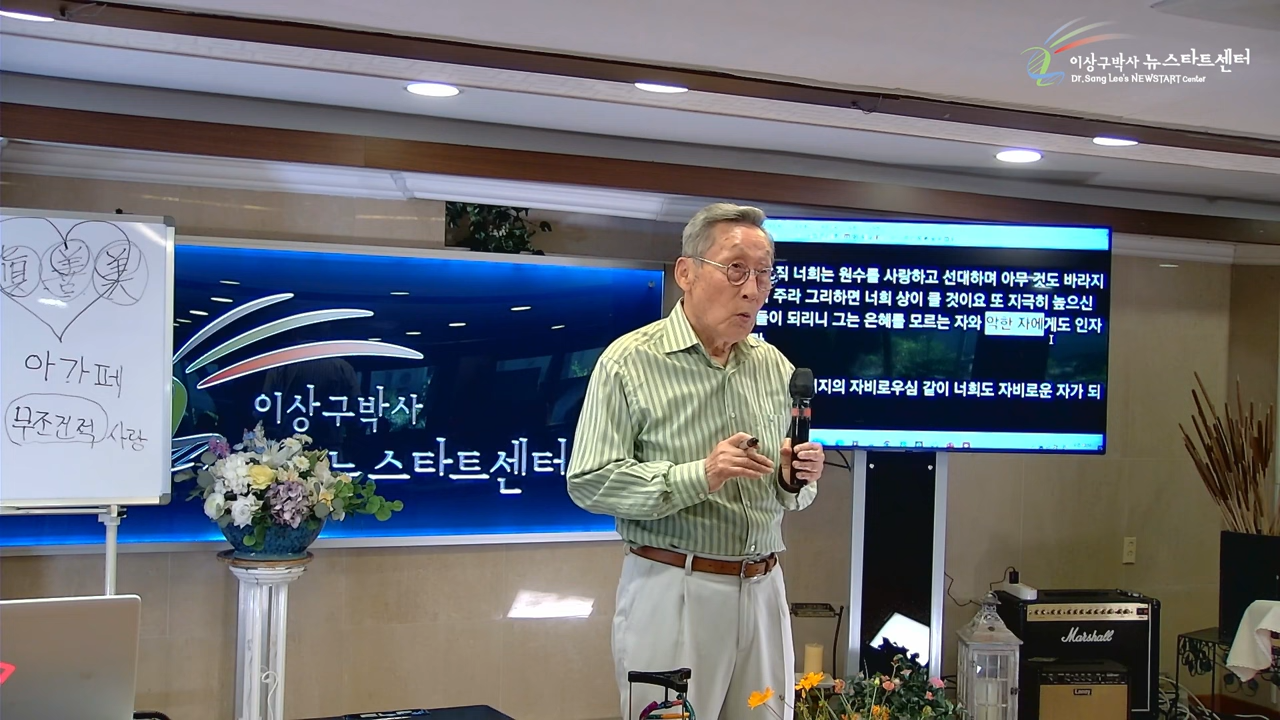 이상구박사 뉴스타트센터
Dr. Sang Lee's NEWSTART Center
眞 善 美
아가페
무조건적 사랑
이상구박사
뉴스타트센터
직 너희는 원수를 사랑하고 선대하며 아무 것도 바라지
주라 그리하면 너희 상이 클 것이요 또 지극히 높으신
들이 되리니 그는 은혜를 모르는 자와 악한 자에게도 인자
지의 자비로우심 같이 너희도 자비로운 자가 되
Marshall
Laney